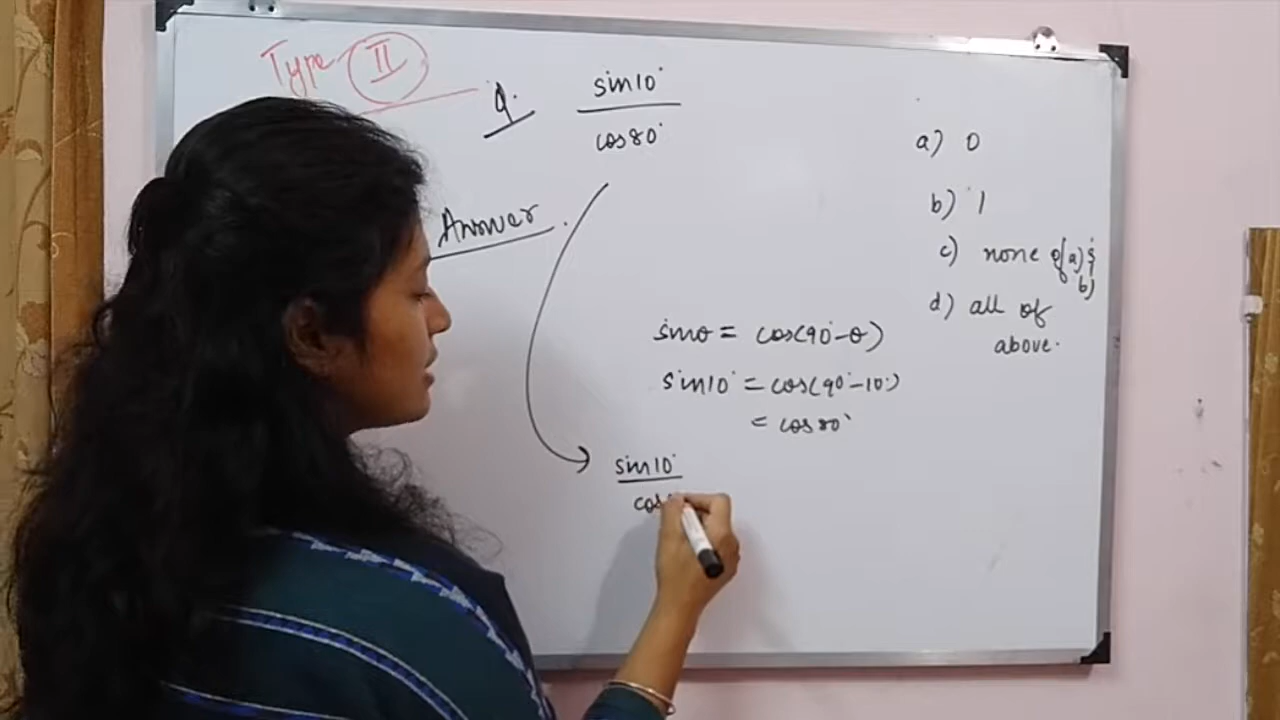 Type II
Q. sin10°
cos80°
Answer.
a) 0
b) 1
c) none of a) &
b)
d) all of
above.
sinθ = cos(90°-θ)
sin10° = cos(90°-10°)
= cos80°
sin10°
cos